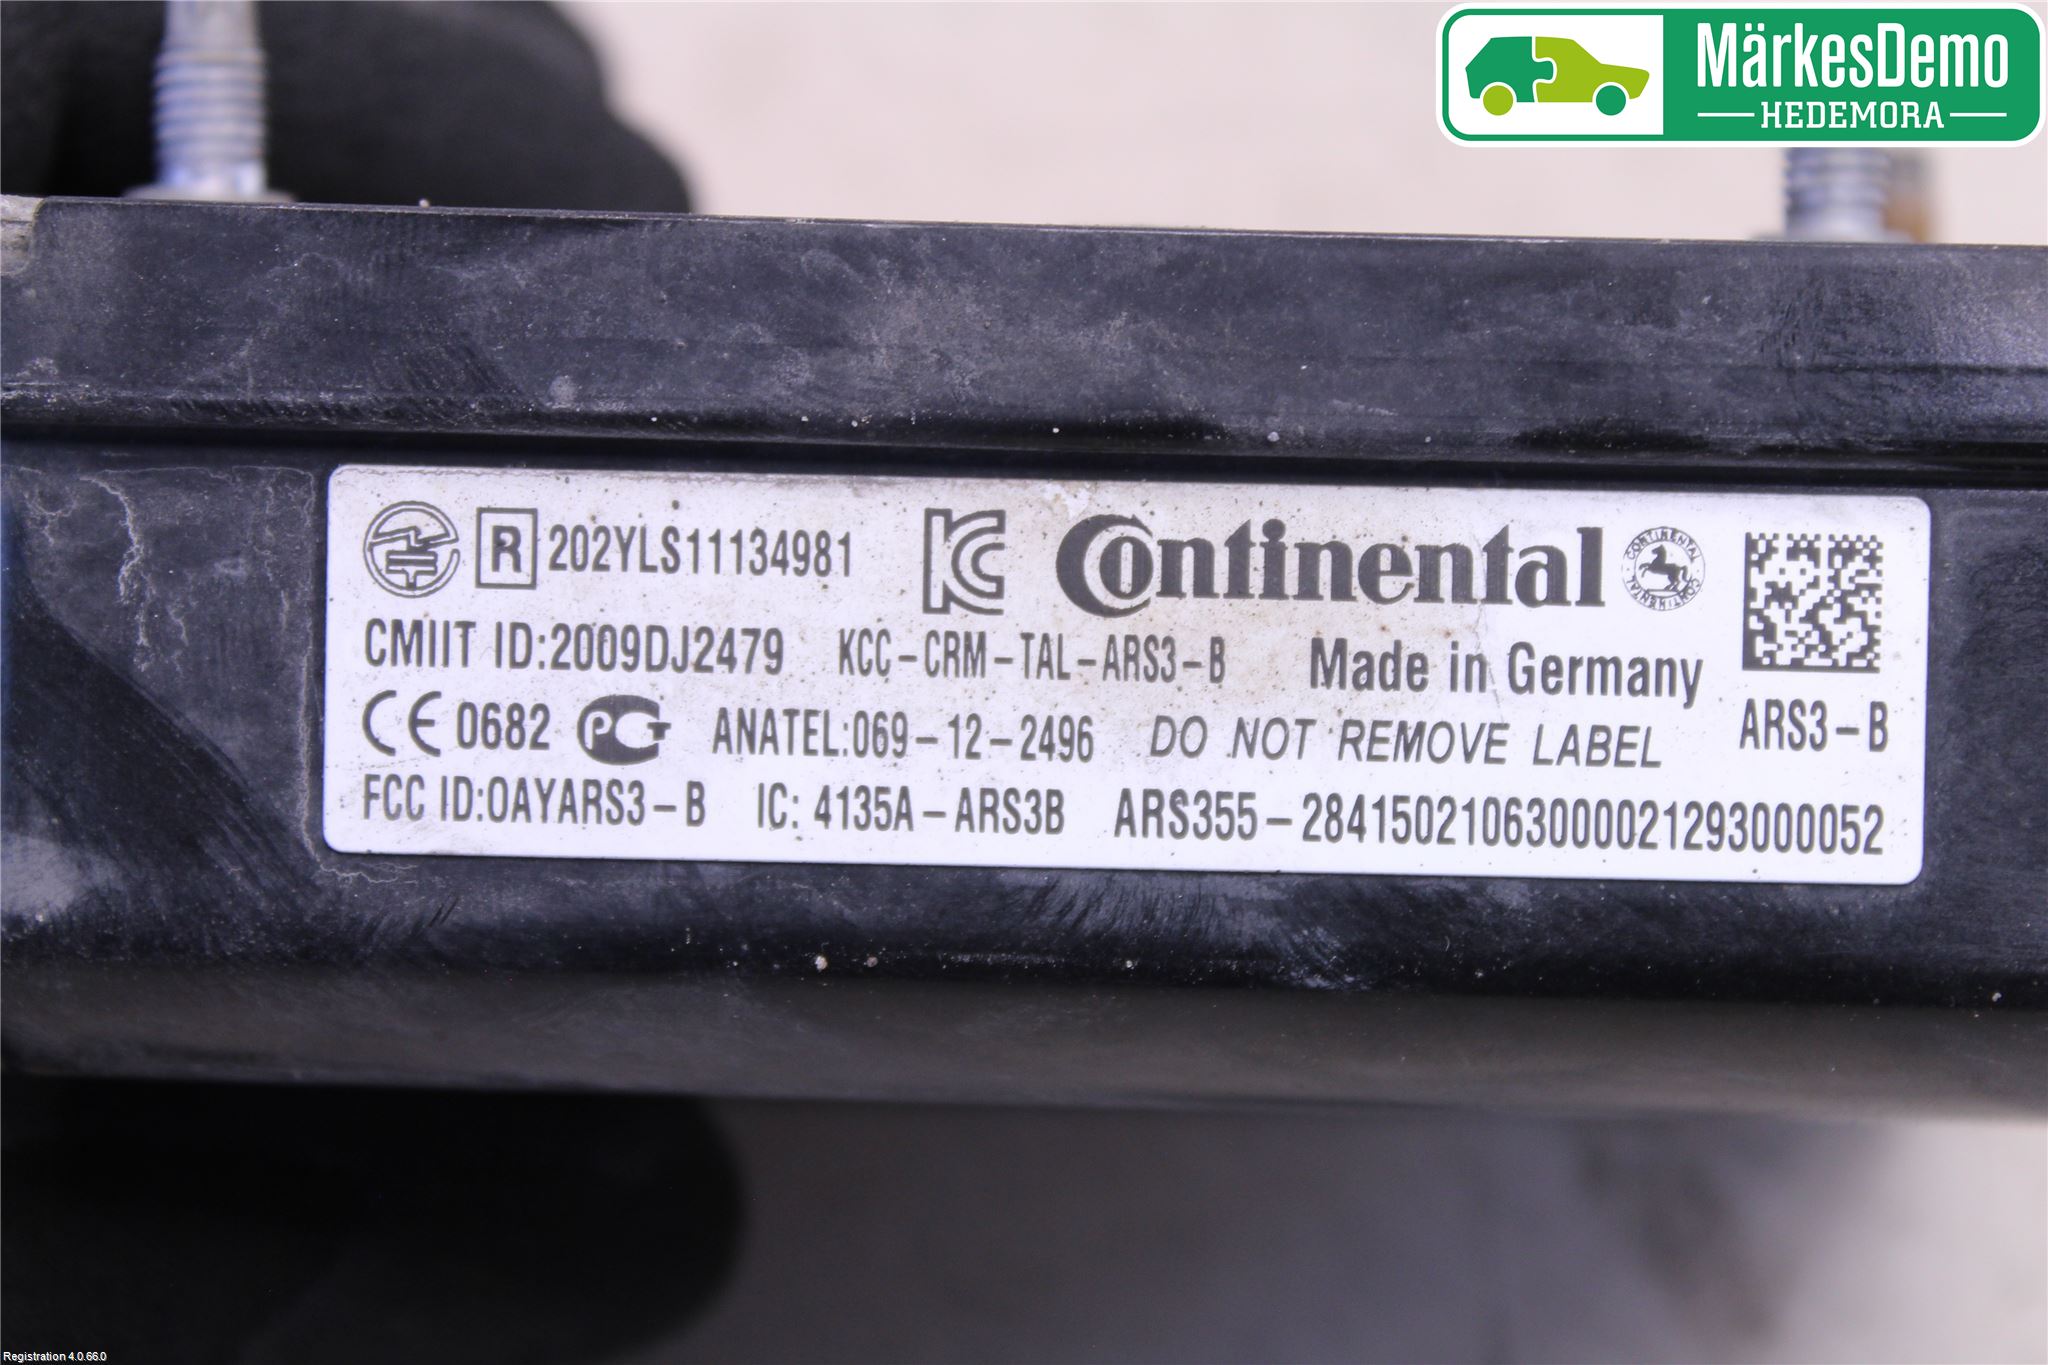 MärkesDemo
HEDEMORA
R 202YLS11134981
Continental
CONTINENTAL CONTINENTAL
CMIIT ID:2009DJ2479 KCC-CRM-TAL-ARS3-B Made in Germany
CE 0682 ANATEL:069-12-2496 DO NOT REMOVE LABEL ARS3-B
FCC ID:OAYARS3-B IC: 4135A-ARS3B ARS355-28415021063000021293000052
Registration 4.0.66.0